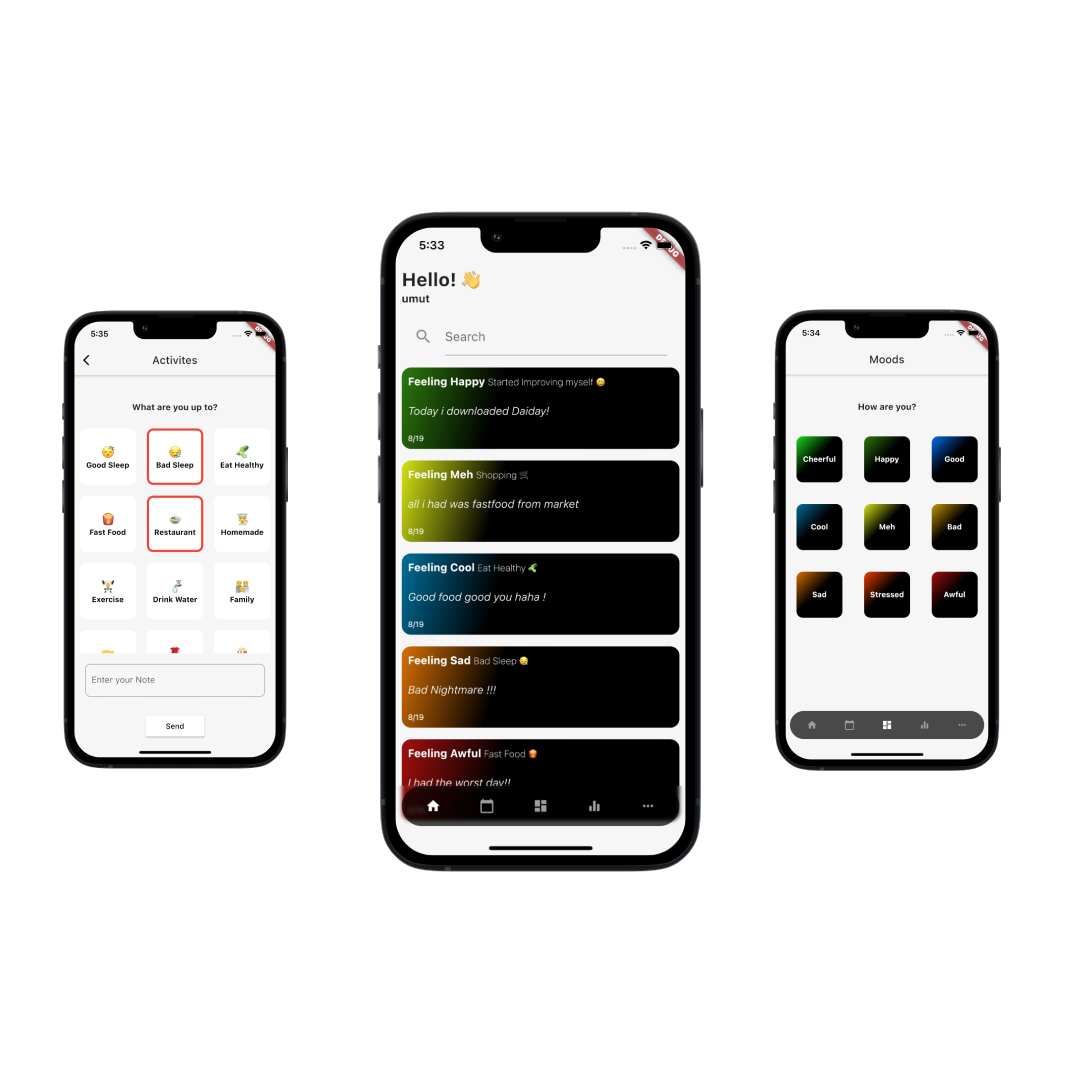 5:35
DEBUG
Activites
What are you up to?
Good Sleep
Bad Sleep
Eat Healthy
Fast Food
Restaurant
Homemade
Exercise
Drink Water
Family
Enter your Note
Send
5:33
DEBUG
Hello! 👋
umut
Search
Feeling Happy Started Improving myself 😄
Today i downloaded Daiday!
8/19
Feeling Meh Shopping 🛒
all i had was fastfood from market
8/19
Feeling Cool Eat Healthy 🥬
Good food good you haha !
8/19
Feeling Sad Bad Sleep 😪
Bad Nightmare !!!
8/19
Feeling Awful Fast Food 🍟
I had the worst day!!
5:34
DEBUG
Moods
How are you?
Cheerful
Happy
Good
Cool
Meh
Bad
Sad
Stressed
Awful